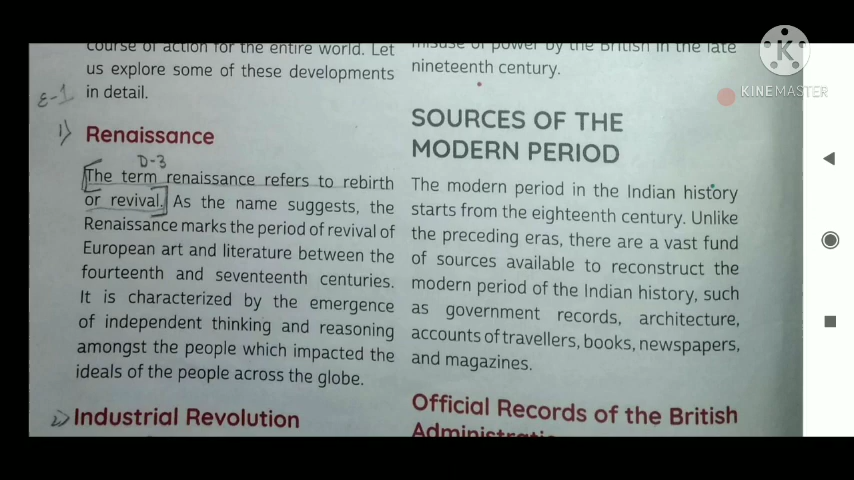 course of action for the entire world. Let
us explore some of these developments
in detail.
E-1
1)
Renaissance
D-3
The term renaissance refers to rebirth
or revival. As the name suggests, the
Renaissance marks the period of revival of
European art and literature between the
fourteenth and seventeenth centuries.
It is characterized by the emergence
of independent thinking and reasoning
amongst the people which impacted the
ideals of the people across the globe.
2) Industrial Revolution
misuse of power by the British in the late
nineteenth century.
SOURCES OF THE
MODERN PERIOD
The modern period in the Indian history
starts from the eighteenth century. Unlike
the preceding eras, there are a vast fund
of sources available to reconstruct the
modern period of the Indian history, such
as government records, architecture,
accounts of travellers, books, newspapers,
and magazines.
Official Records of the British
Administration
K
KINEMASTER